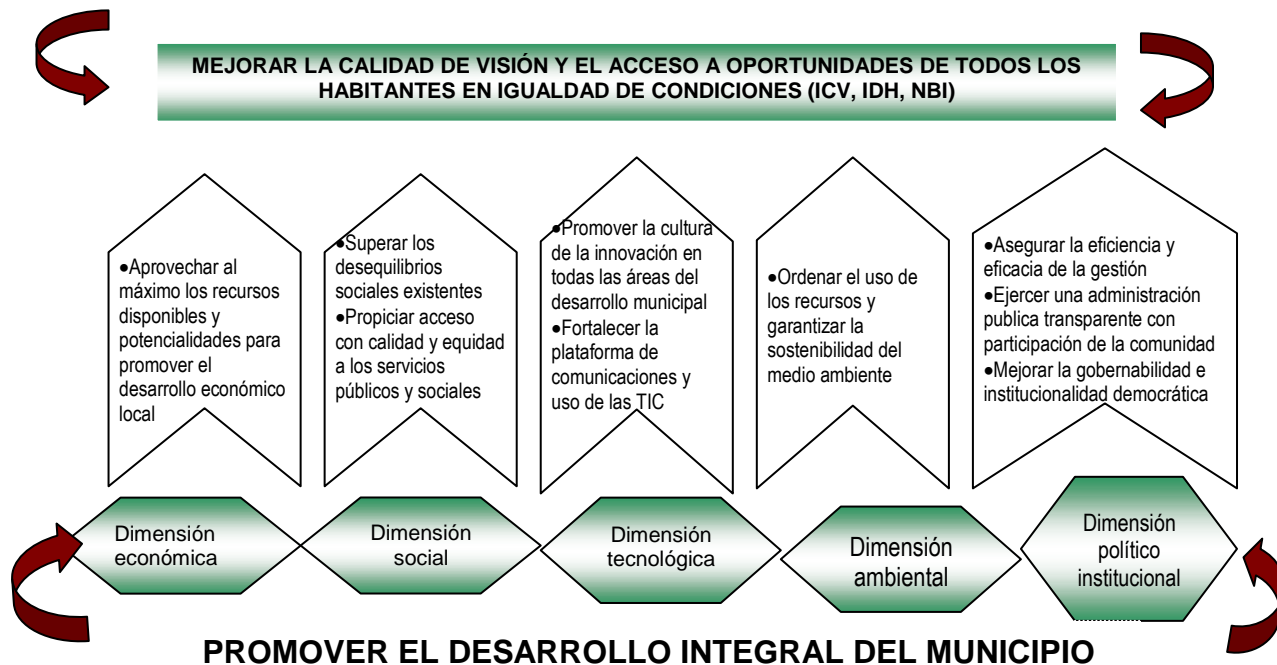 MEJORAR LA CALIDAD DE VISIÓN Y EL ACCESO A OPORTUNIDADES DE TODOS LOS
HABITANTES EN IGUALDAD DE CONDICIONES (ICV, IDH, NBI)
•Aprovechar al
máximo los recursos
disponibles y
potencialidades para
promover el
desarrollo económico
local
•Superar los
desequilibrios
sociales existentes
•Propiciar acceso
con calidad y equidad
a los servicios
públicos y sociales
•Promover la cultura
de la innovación en
todas las áreas del
desarrollo municipal
•Fortalecer la
plataforma de
comunicaciones y
uso de las TIC
•Ordenar el uso de
los recursos y
garantizar la
sostenibilidad del
medio ambiente
•Asegurar la eficiencia y
eficacia de la gestión
•Ejercer una administración
publica transparente con
participación de la comunidad
•Mejorar la gobernabilidad e
institucionalidad democrática
Dimensión
económica
Dimensión
social
Dimensión
tecnológica
Dimensión
ambiental
Dimensión
político
institucional
PROMOVER EL DESARROLLO INTEGRAL DEL MUNICIPIO